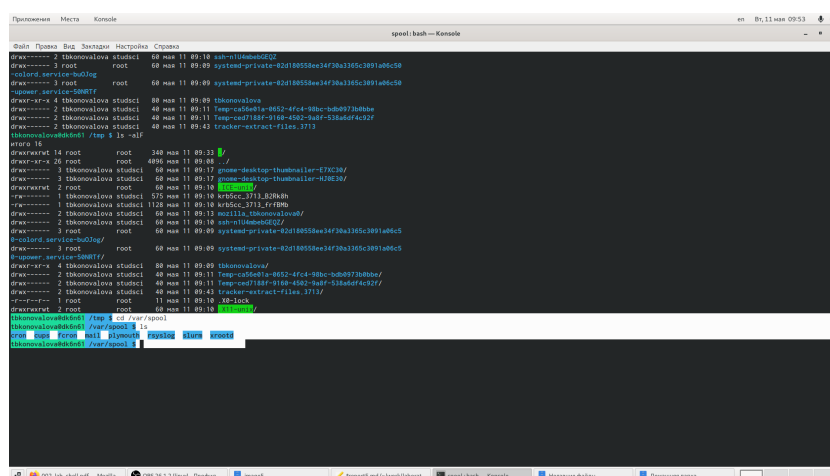 Приложения Места Konsole en Вт, 11 мая 09:53
spool : bash — Konsole
Файл Правка Вид Закладки Настройка Справка
drwx------ 2 tbkonovalova studsci 60 мая 11 09:10 ssh-n1U4mbebGEQZ
drwx------ 3 root root 60 мая 11 09:09 systemd-private-02d180558ee34f30a3365c3091a06c50
-colord.service-buOJog
drwx------ 3 root root 60 мая 11 09:09 systemd-private-02d180558ee34f30a3365c3091a06c50
-upower.service-50NRTf
drwxr-xr-x 4 tbkonovalova studsci 80 мая 11 09:09 tbkonovalova
drwx------ 2 tbkonovalova studsci 40 мая 11 09:11 Temp-ca56e01a-0652-4fc4-98bc-bdb0973b0bbe
drwx------ 2 tbkonovalova studsci 40 мая 11 09:11 Temp-ced7188f-9160-4502-9a8f-538a6df4c92f
drwx------ 2 tbkonovalova studsci 40 мая 11 09:43 tracker-extract-files.3713
tbkonovalova@dk6n61 /tmp $ ls -alF
итого 16
drwxrwxrwt 14 root root 340 мая 11 09:33 ./
drwxr-xr-x 26 root root 4096 мая 11 09:08 ../
drwx------ 3 tbkonovalova studsci 60 мая 11 09:17 gnome-desktop-thumbnailer-E7XC30/
drwx------ 3 tbkonovalova studsci 60 мая 11 09:17 gnome-desktop-thumbnailer-HJ0E30/
drwxrwxrwt 2 root root 60 мая 11 09:10 .ICE-unix/
-rw------- 1 tbkonovalova studsci 575 мая 11 09:10 krb5cc_3713_B2Rk8h
-rw------- 1 tbkonovalova studsci 1128 мая 11 09:10 krb5cc_3713_frfBMb
drwx------ 2 tbkonovalova studsci 60 мая 11 09:13 mozilla_tbkonovalova0/
drwx------ 2 tbkonovalova studsci 60 мая 11 09:10 ssh-n1U4mbebGEQZ/
drwx------ 3 root root 60 мая 11 09:09 systemd-private-02d180558ee34f30a3365c3091a06c5
0-colord.service-buOJog/
drwx------ 3 root root 60 мая 11 09:09 systemd-private-02d180558ee34f30a3365c3091a06c5
0-upower.service-50NRTf/
drwxr-xr-x 4 tbkonovalova studsci 80 мая 11 09:09 tbkonovalova/
drwx------ 2 tbkonovalova studsci 40 мая 11 09:11 Temp-ca56e01a-0652-4fc4-98bc-bdb0973b0bbe/
drwx------ 2 tbkonovalova studsci 40 мая 11 09:11 Temp-ced7188f-9160-4502-9a8f-538a6df4c92f/
drwx------ 2 tbkonovalova studsci 40 мая 11 09:43 tracker-extract-files.3713/
-r--r--r-- 1 root root 11 мая 11 09:10 .X0-lock
drwxrwxrwt 2 root root 60 мая 11 09:10 .X11-unix/
tbkonovalova@dk6n61 /tmp $ cd /var/spool
tbkonovalova@dk6n61 /var/spool $ ls
cron cups fcron mail plymouth rsyslog slurm xrootd
tbkonovalova@dk6n61 /var/spool $